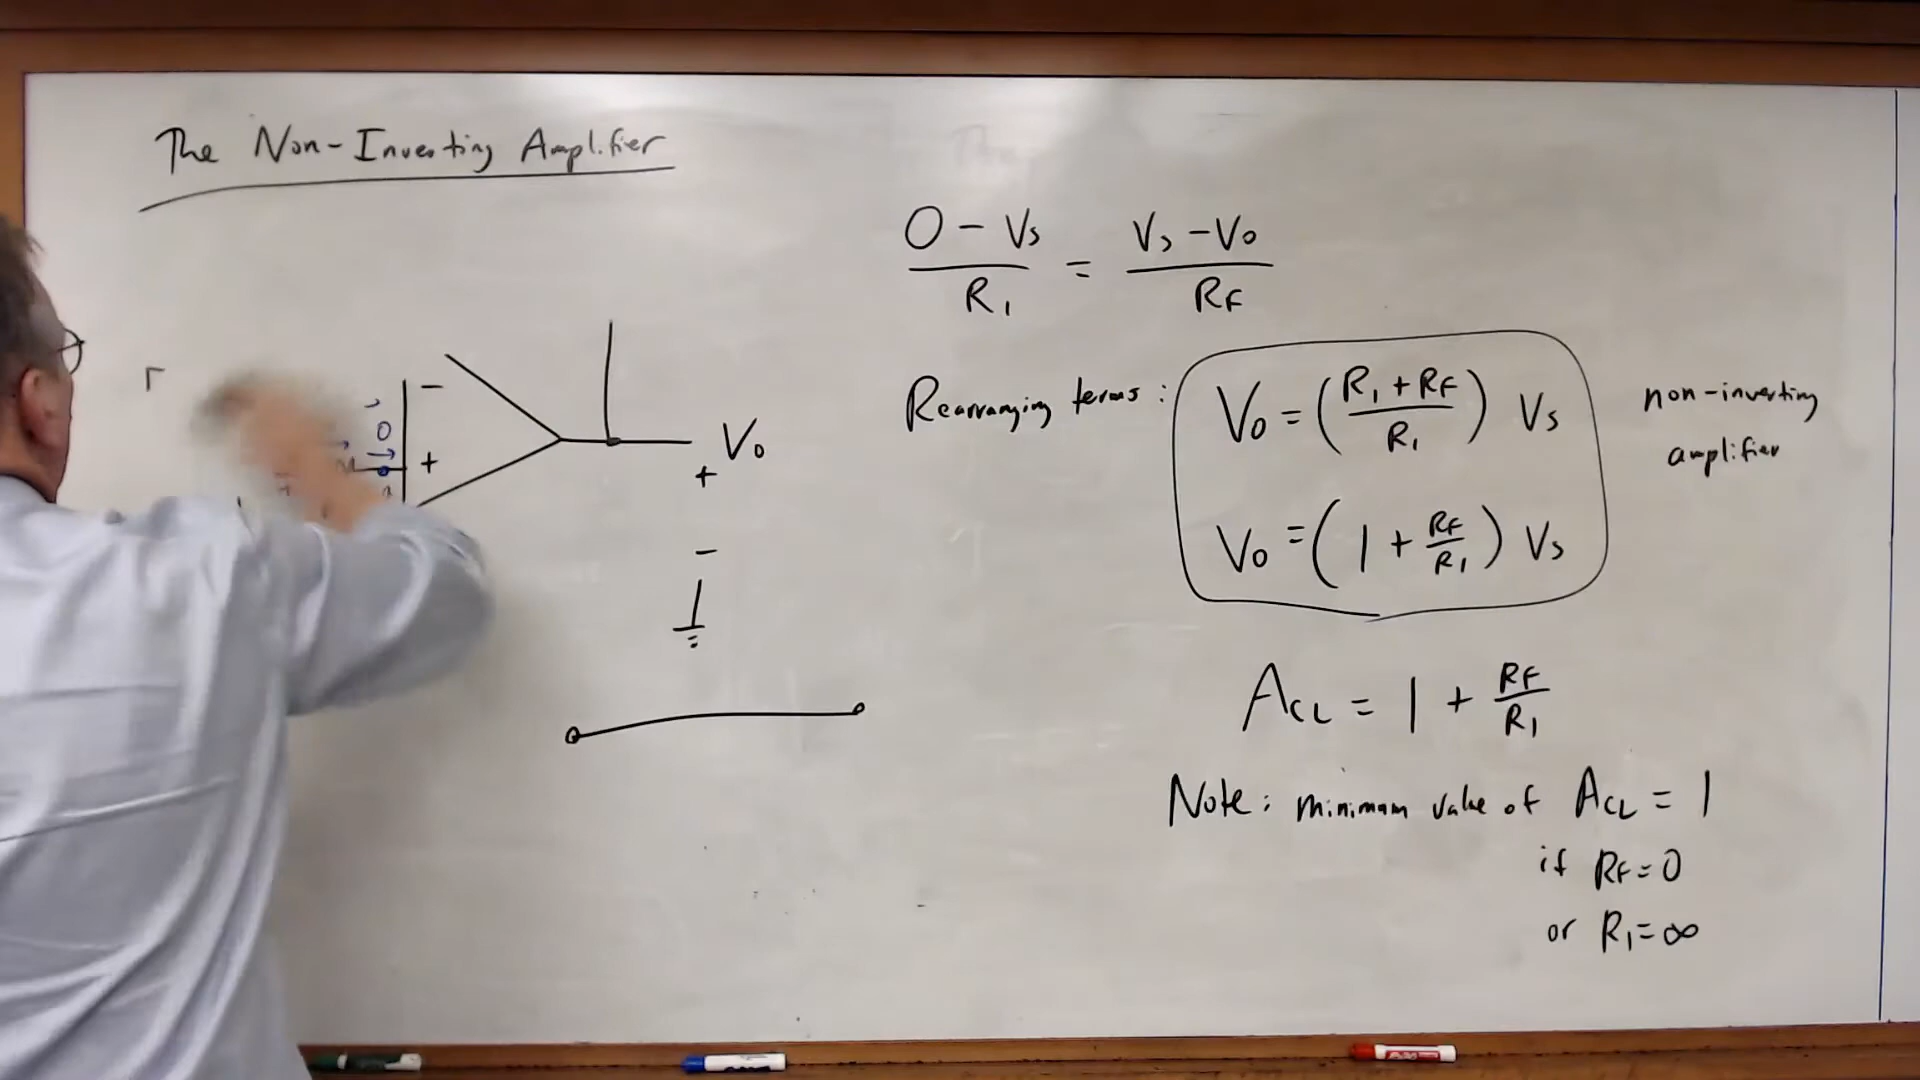 The Non-Inverting Amplifier
0 - Vs / R1 = Vs - Vo / RF
Rearranging terms:
Vo = (R1 + RF / R1) Vs
non-inverting
amplifier
Vo = (1 + RF / R1) Vs
ACL = 1 + RF / R1
Note: minimum value of ACL = 1
if RF = 0
or R1 = ∞
-
0
+
Vo
+
-